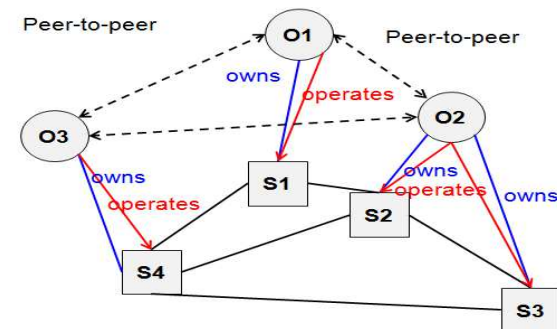 Peer-to-peer
O1
Peer-to-peer
owns
operates
O3
O2
owns
operates
S1
owns
operates
owns
S2
S4
S3